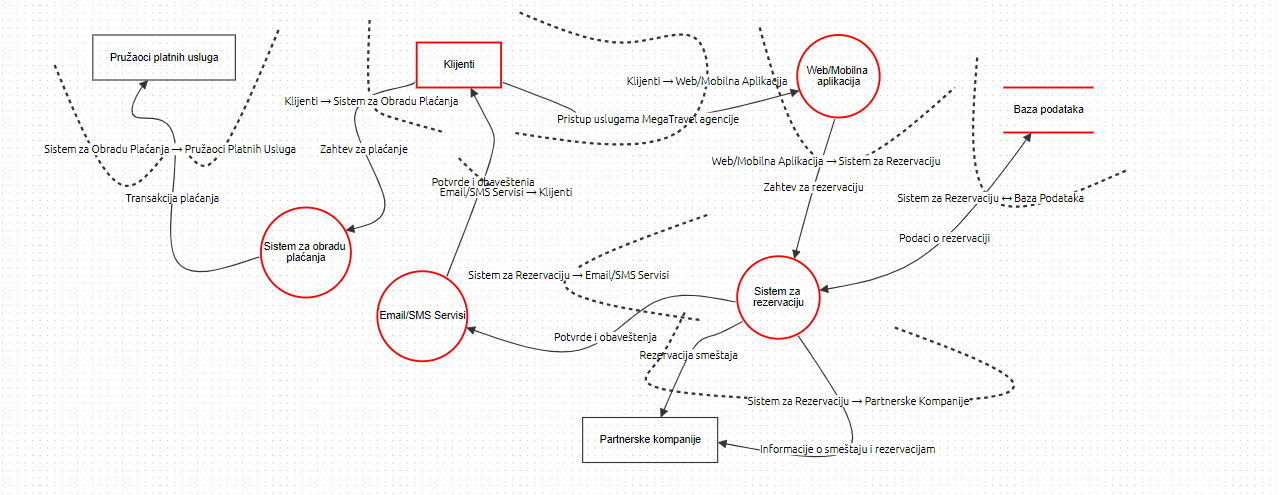 Pružaoci platnih usluga
Klijenti
Web/Mobilna
aplikacija
Klijenti → Web/Mobilna Aplikacija
Klijenti → Sistem za Obradu Plaćanja
Baza podataka
Pristup uslugama MegaTravel agencije
Sistem za Obradu Plaćanja → Pružaoci Platnih Usluga
Zahtev za plaćanje
Web/Mobilna Aplikacija → Sistem za Rezervaciju
Potvrde i obaveštenia
Email/SMS Servisi → Klijenti
Zahtev za rezervaciju
Transakcija plaćanja
Sistem za Rezervaciju ↔ Baza Podataka
Podaci o rezervaciji
Sistem za obradu
plaćanja
Sistem za Rezervaciju → Email/SMS Servisi
Sistem za
rezervaciju
Email/SMS Servisi
Potvrde i obaveštenja
Rezervacija smeštaja
Sistem za Rezervaciju → Partnerske Kompanije
Partnerske kompanije
Informacije o smeštaju i rezervacijam